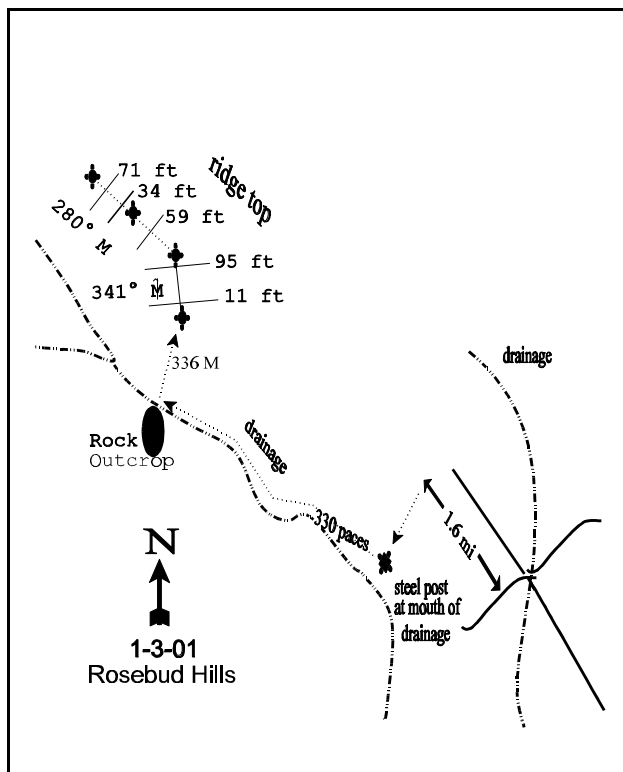 ridge top
71 ft
34 ft
59 ft
280° M
95 ft
341° M
11 ft
336 M
drainage
drainage
Rock
Outcrop
330 paces
1.6 mi
steel post
at mouth of
drainage
N
1-3-01
Rosebud Hills